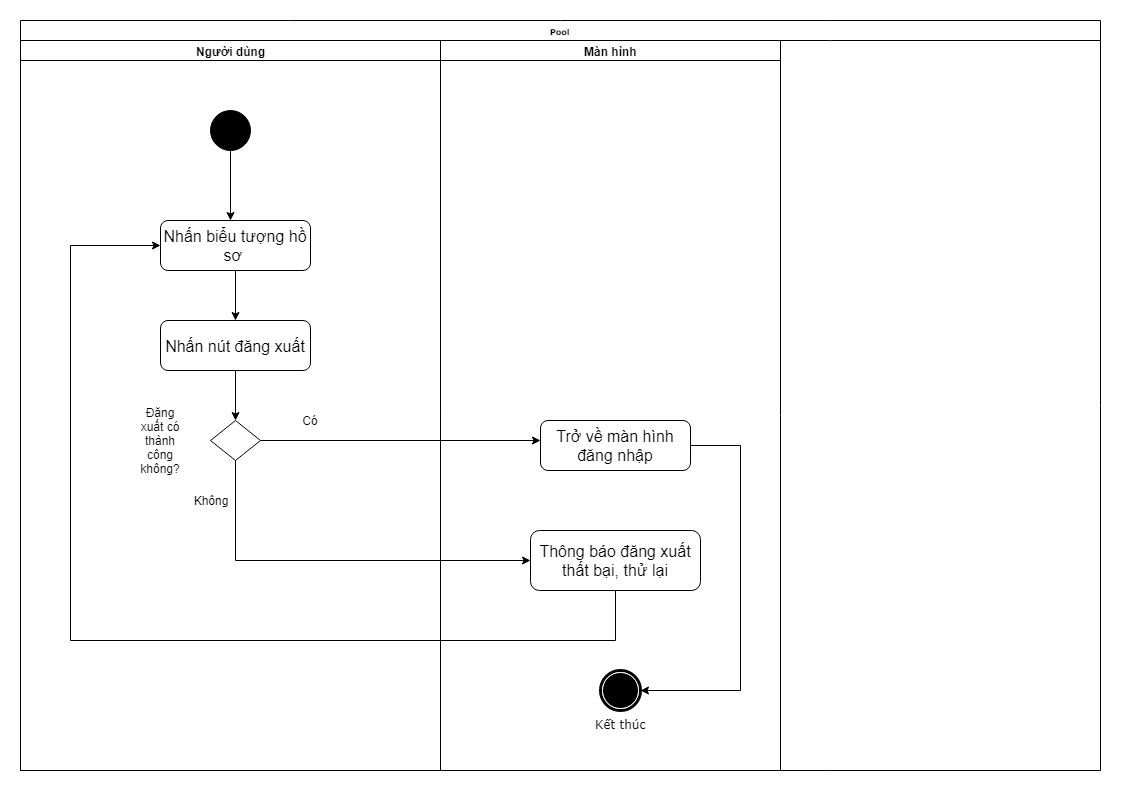 Pool
Người dùng
Màn hình
Nhấn biểu tượng hồ
sơ
Nhấn nút đăng xuất
Đăng
xuất có
thành
công
không?
Có
Không
Trở về màn hình
đăng nhập
Thông báo đăng xuất
thất bại, thử lại
Kết thúc